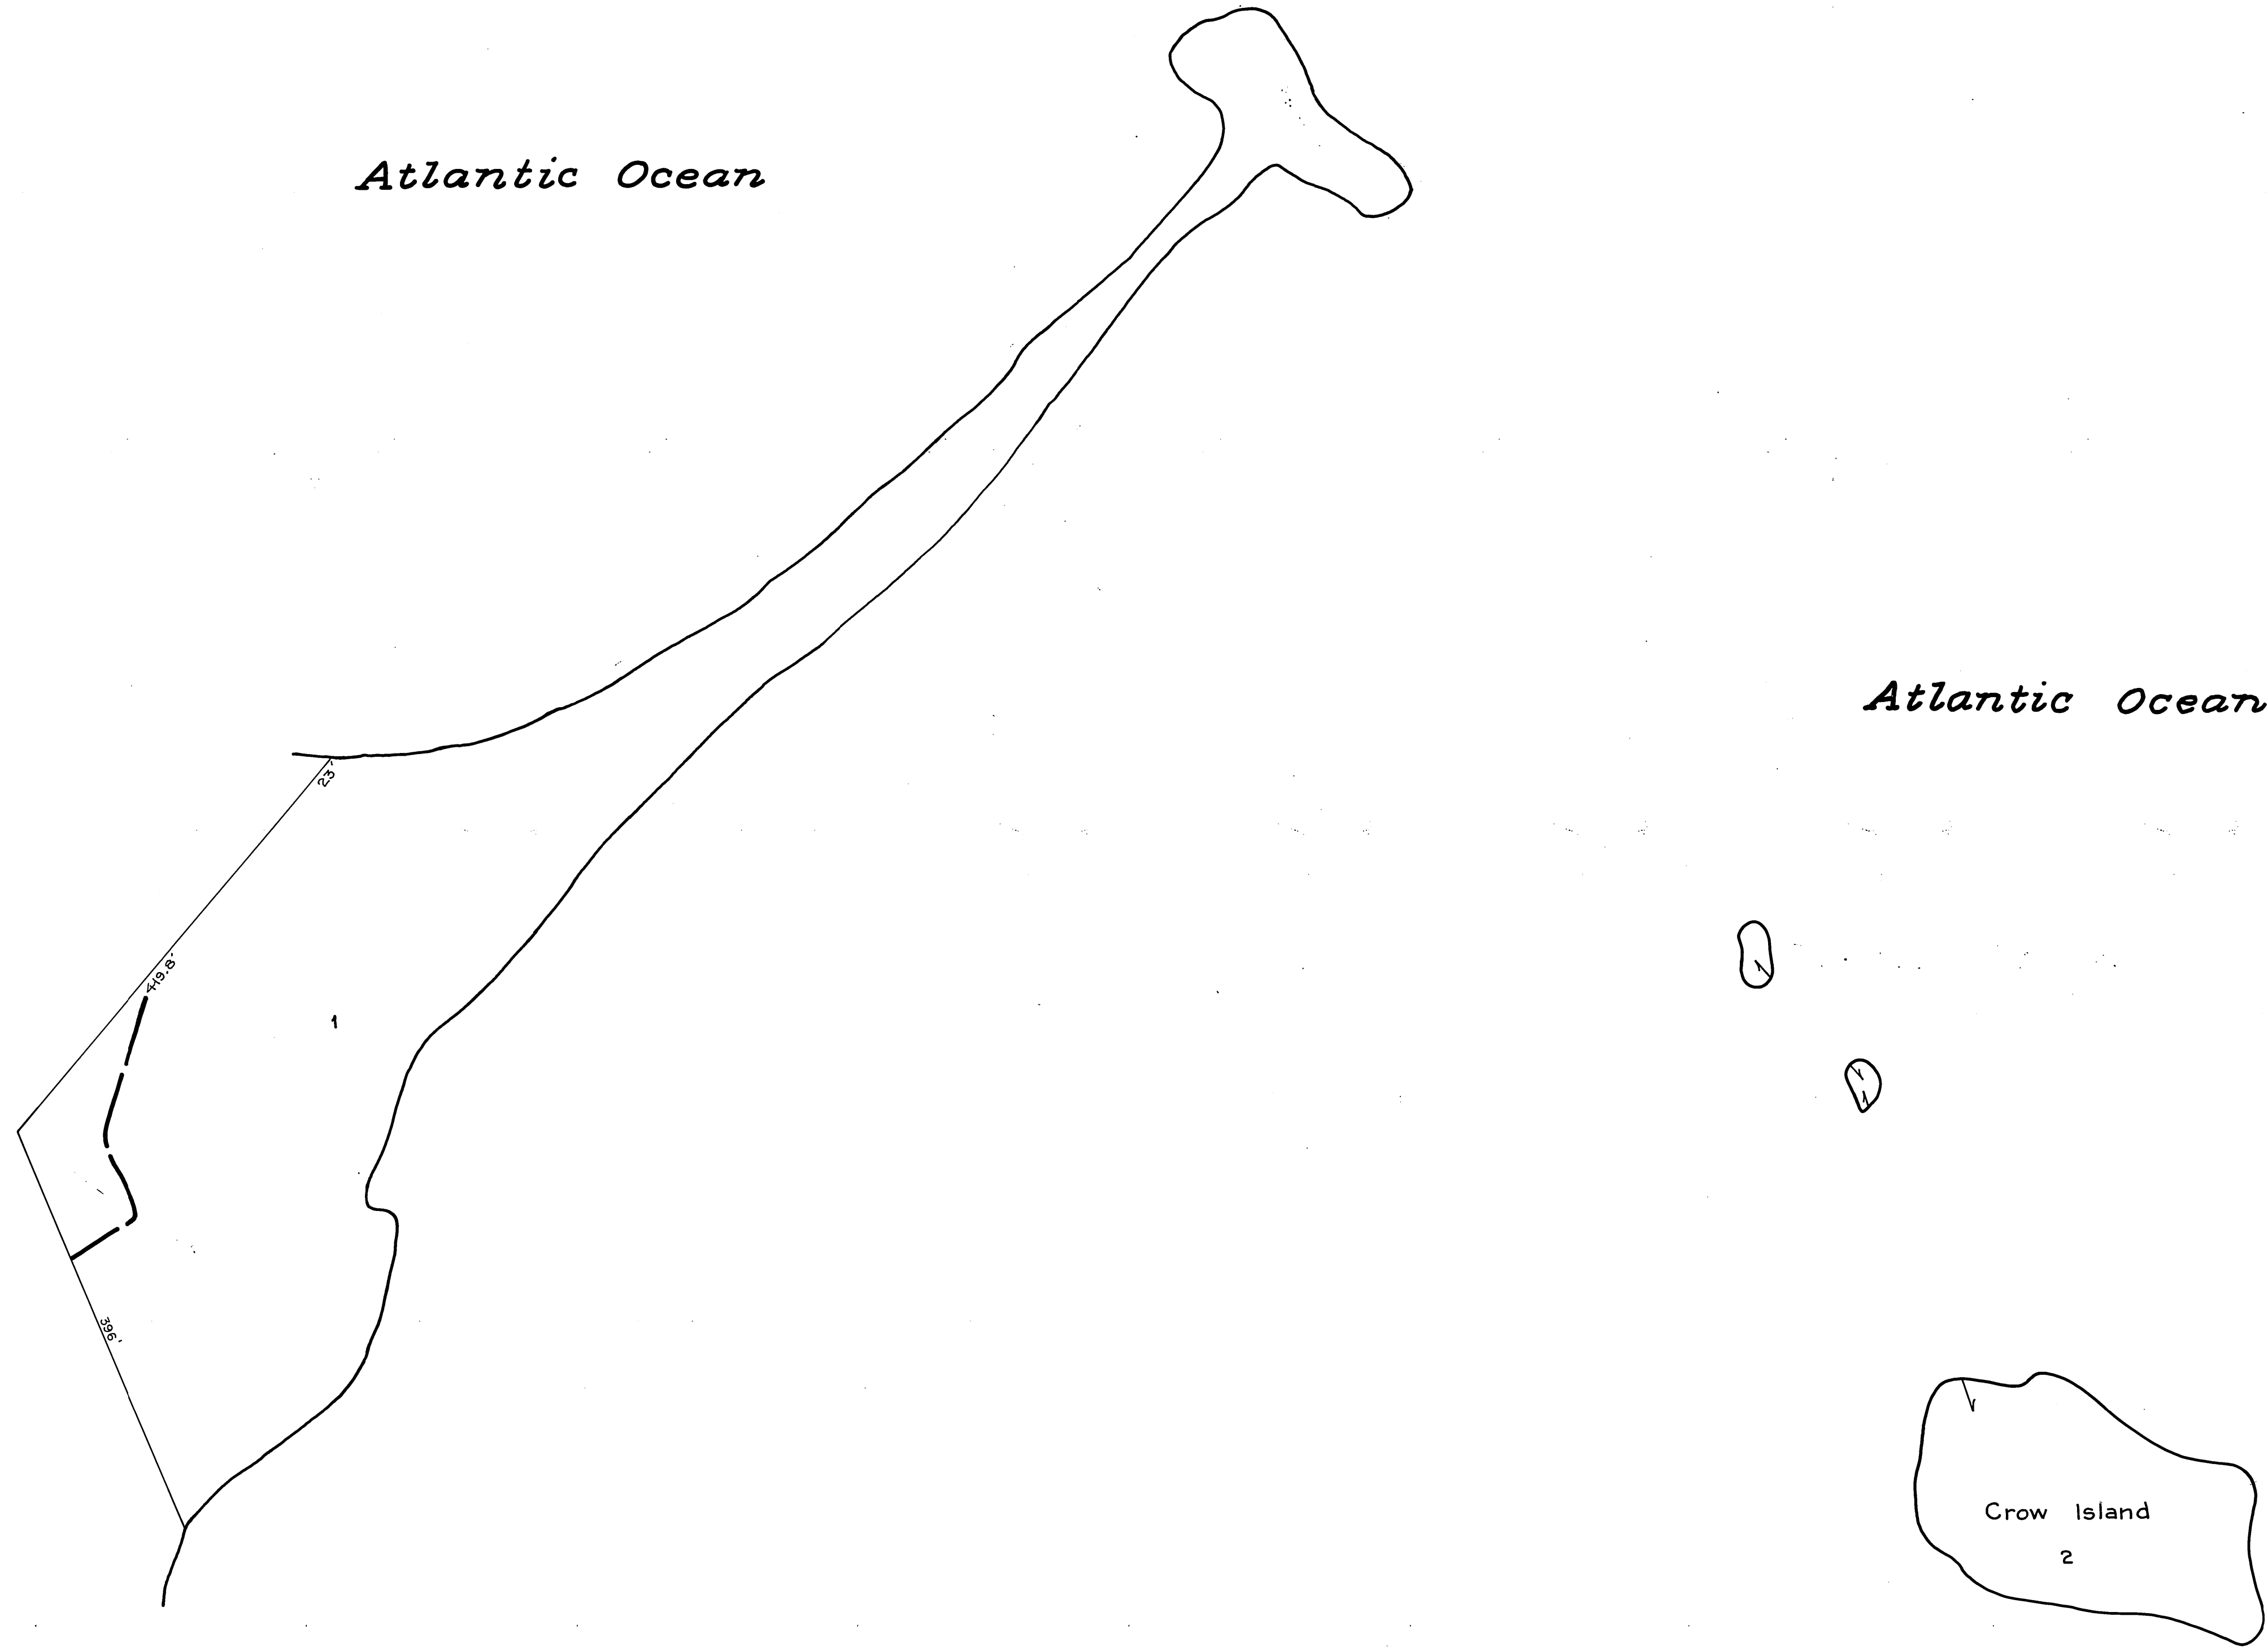 Atlantic Ocean
Atlantic Ocean
23'
419.8'
1
396'
Crow Island
2